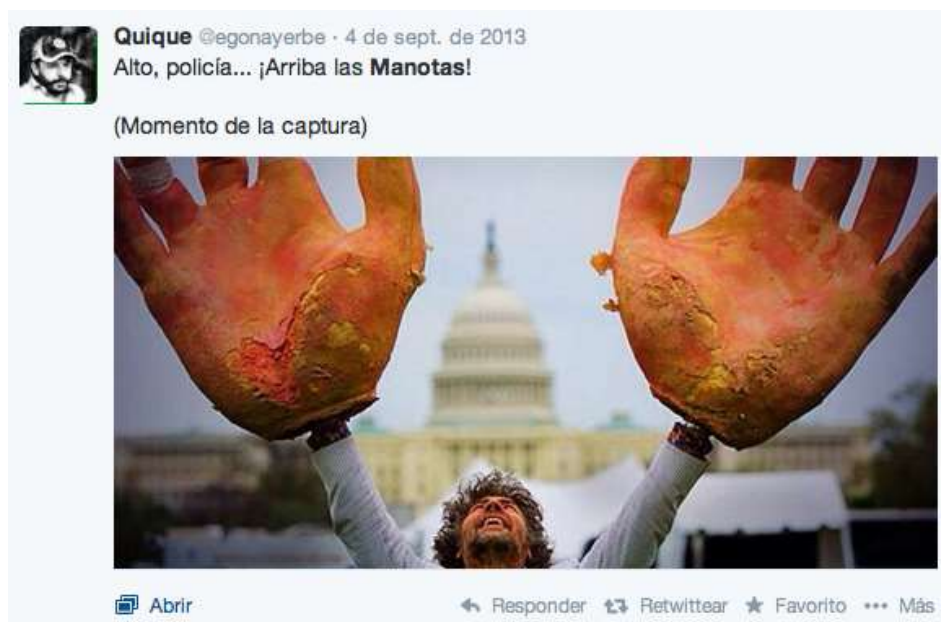 Quique @egonayerbe · 4 de sept. de 2013
Alto, policía... ¡Arriba las Manotas!
(Momento de la captura)
Abrir
Responder Retwittear Favorito ••• Más